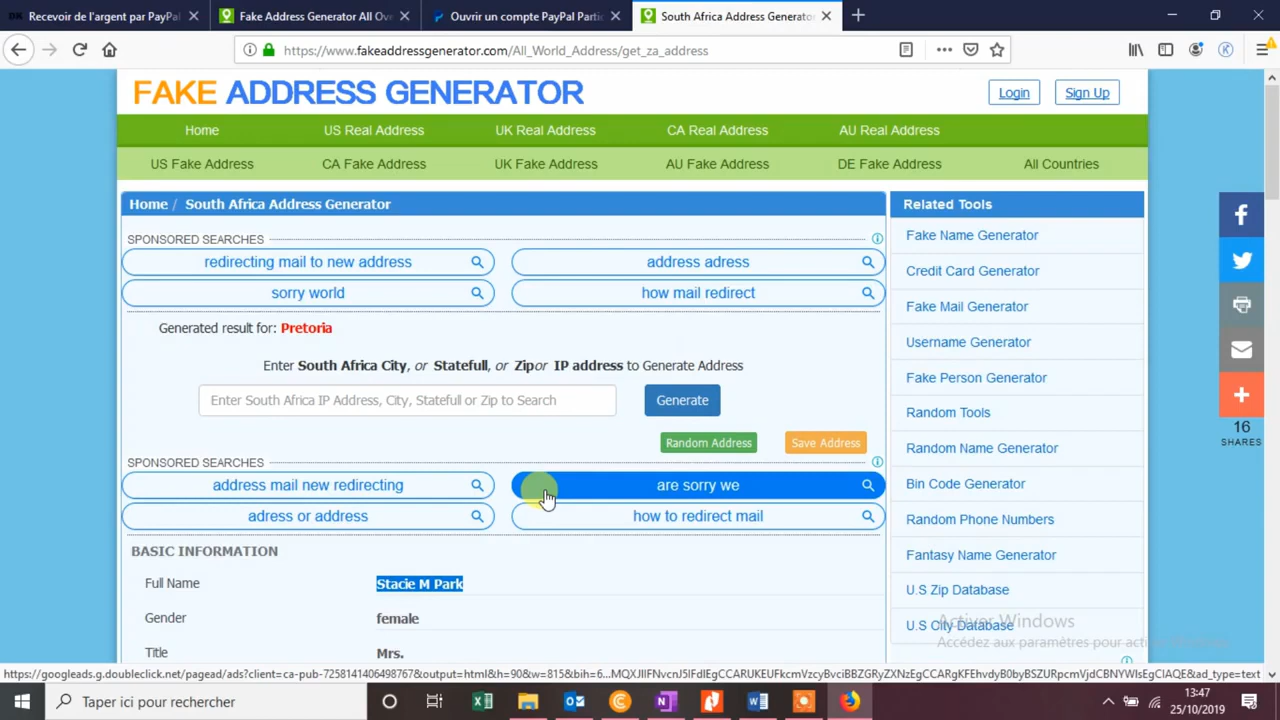 Recevoir de l'argent par PayPal
Fake Address Generator All Ove
Ouvrir un compte PayPal Partic
South Africa Address Generator
https://www.fakeaddressgenerator.com/All_World_Address/get_za_address
FAKE ADDRESS GENERATOR
Login
Sign Up
Home
US Real Address
UK Real Address
CA Real Address
AU Real Address
US Fake Address
CA Fake Address
UK Fake Address
AU Fake Address
DE Fake Address
All Countries
Home / South Africa Address Generator
SPONSORED SEARCHES
redirecting mail to new address
address adress
sorry world
how mail redirect
Generated result for: Pretoria
Enter South Africa City, or Statefull, or Zipor IP address to Generate Address
Enter South Africa IP Address, City, Statefull or Zip to Search
Generate
Random Address
Save Address
SPONSORED SEARCHES
address mail new redirecting
are sorry we
adress or address
how to redirect mail
BASIC INFORMATION
Full Name
Stacie M Park
Gender
female
Title
Mrs.
Related Tools
Fake Name Generator
Credit Card Generator
Fake Mail Generator
Username Generator
Fake Person Generator
Random Tools
Random Name Generator
Bin Code Generator
Random Phone Numbers
Fantasy Name Generator
U.S Zip Database
U.S City Database
16
SHARES
Activer Windows
Accédez aux paramètres pour activer Windows.
Taper ici pour rechercher
13:47
25/10/2019